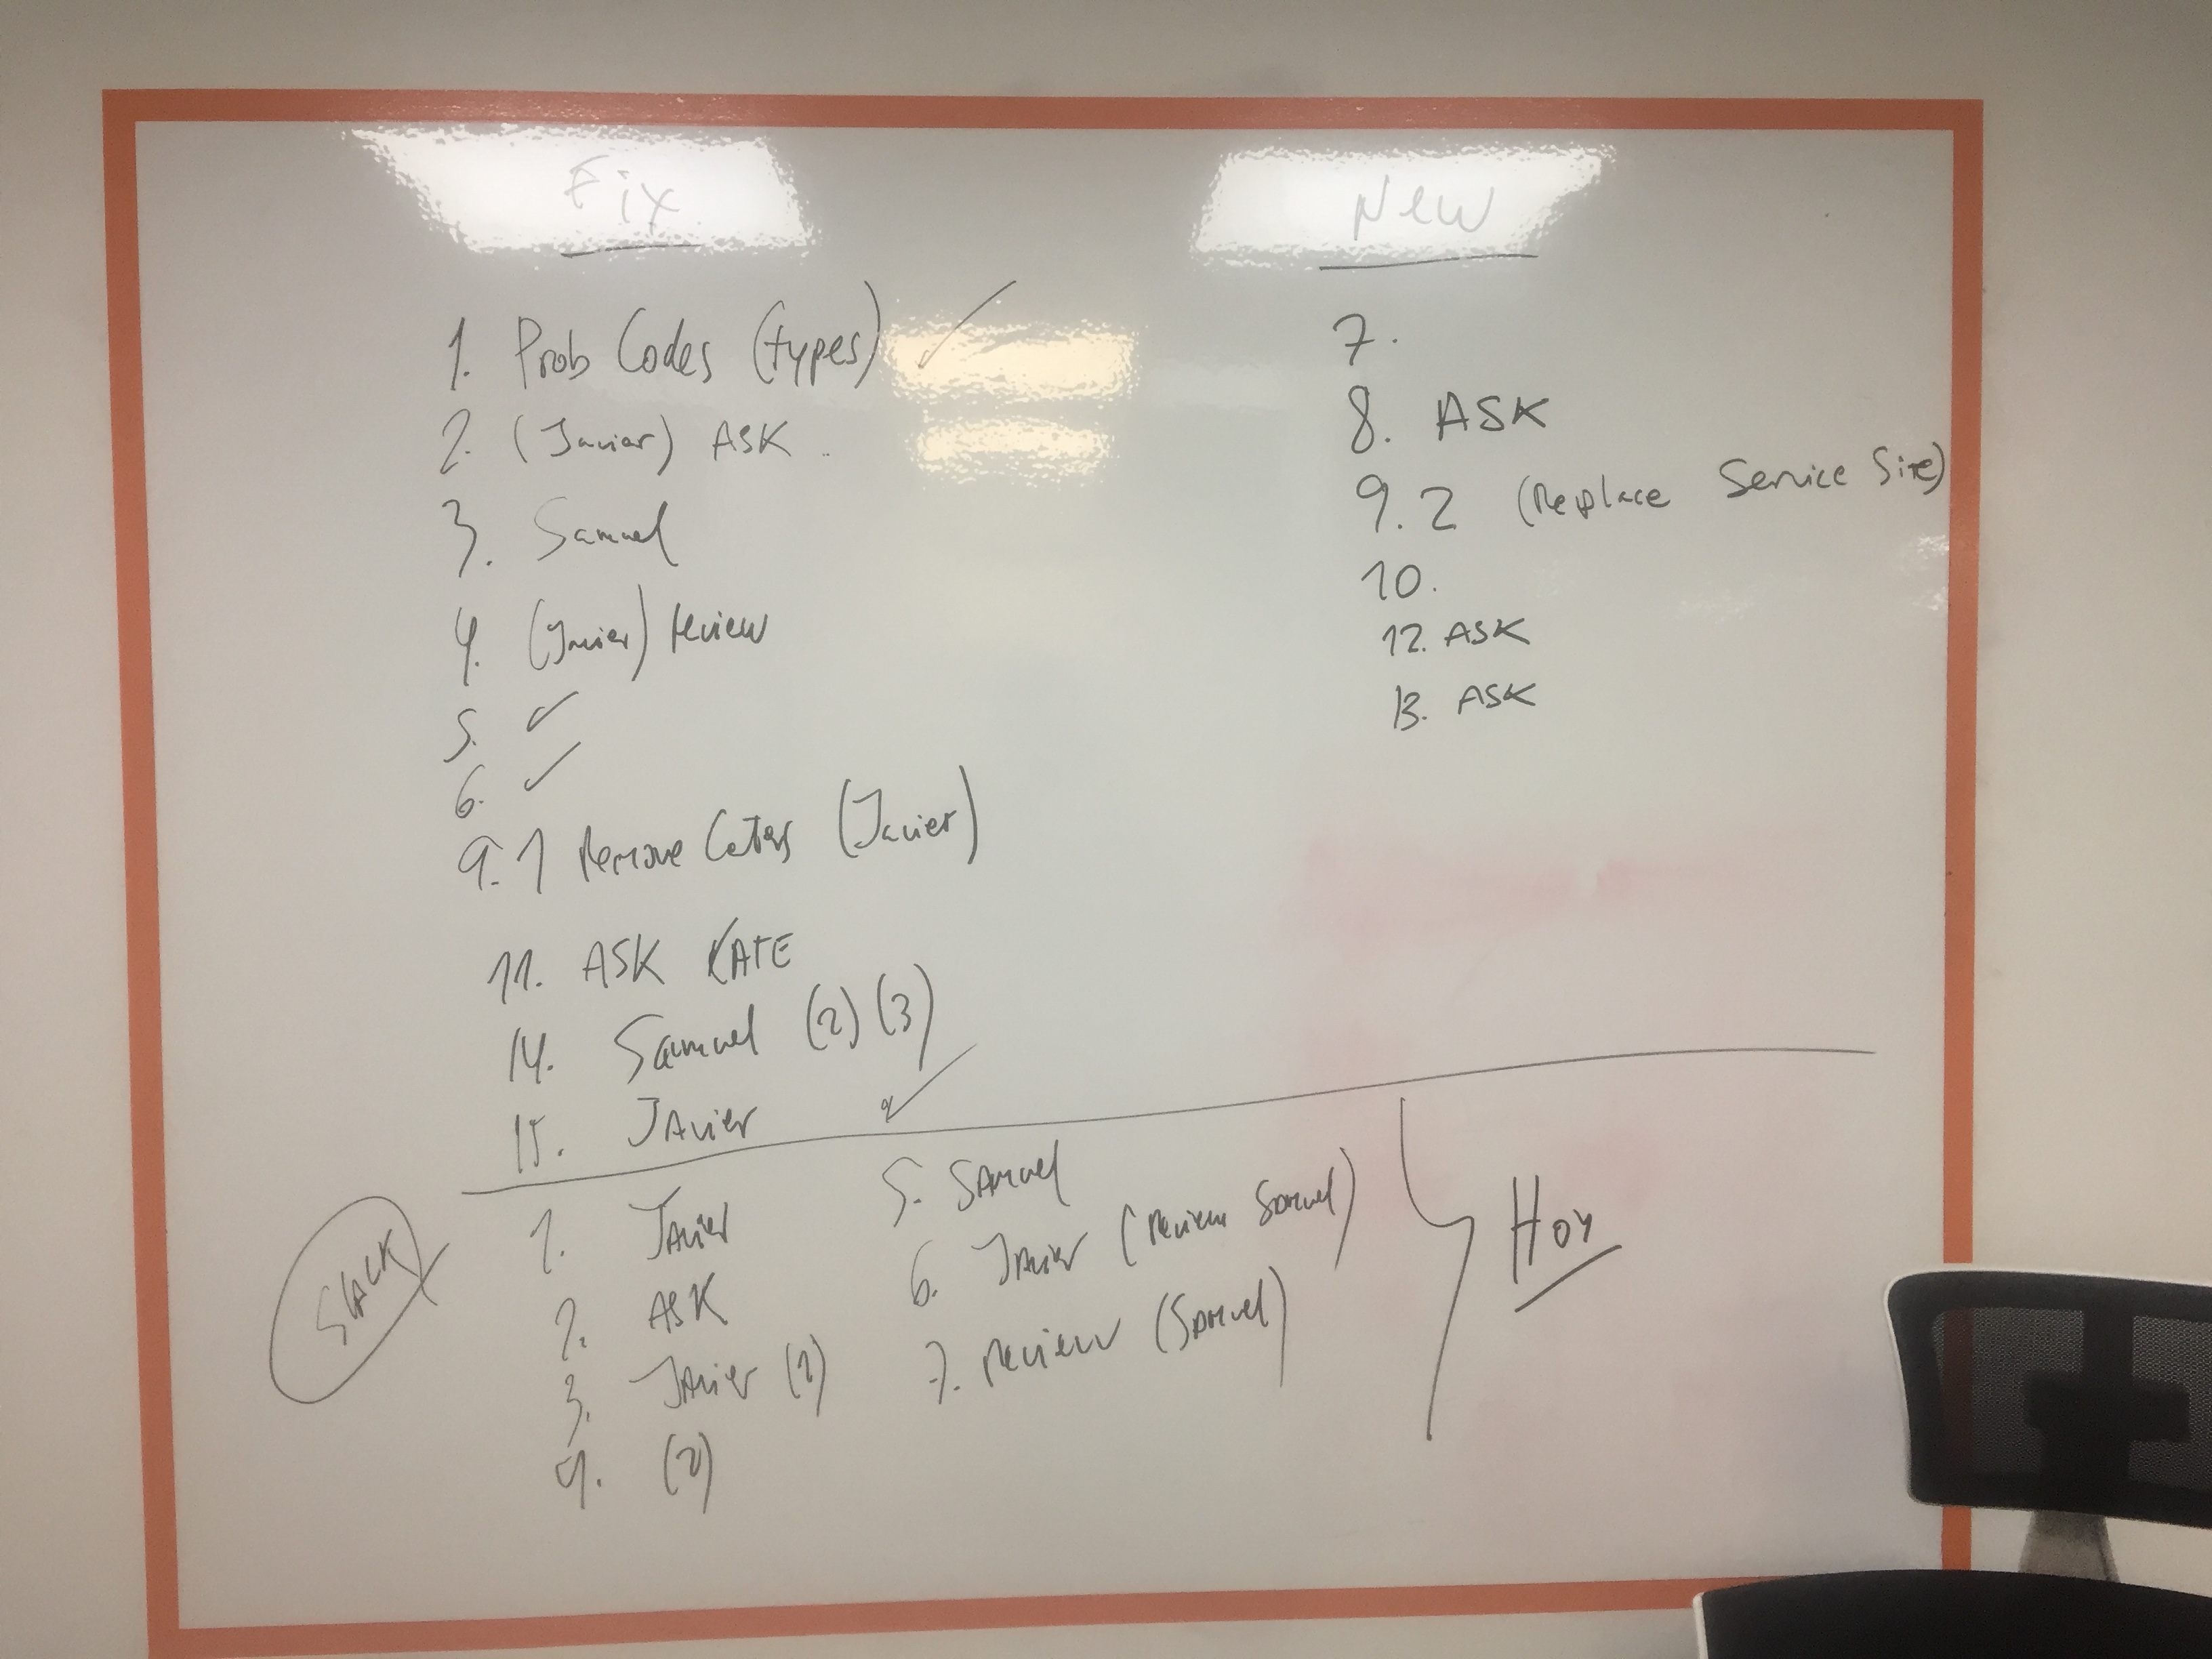 Fix
1. Prob Codes (types) ✓
2. (Javier) ASK
3. Samuel
4. (Javier) review
5. ✓
6. ✓
9.1 Remove (Javier)
11. ASK KATE
14. Samuel (2) (3)
15. Javier ✓
New
7.
8. ASK
9.2 (Replace Service Site)
10.
12. ASK
13. ASK
SLACK
1. Javier
2. ASK
3. Javier (2)
4. (2)
5. Samuel
6. Javier (review Samuel)
7. review (Samuel)
Hoy